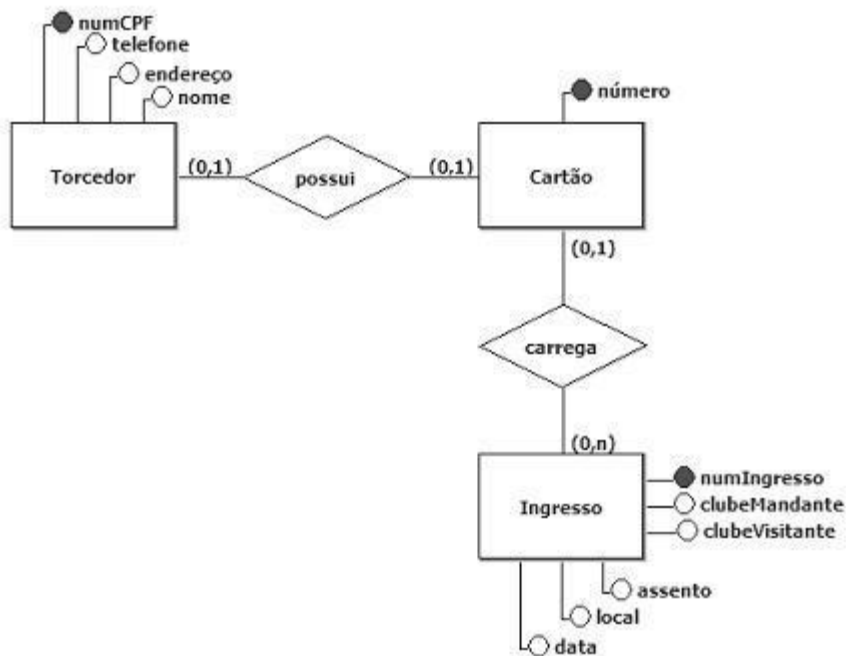 numCPF
telefone
endereço
nome
número
Torcedor
(0,1)
possui
(0,1)
Cartão
(0,1)
carrega
(0,n)
Ingresso
numIngresso
clubeMandante
clubeVisitante
assento
local
data